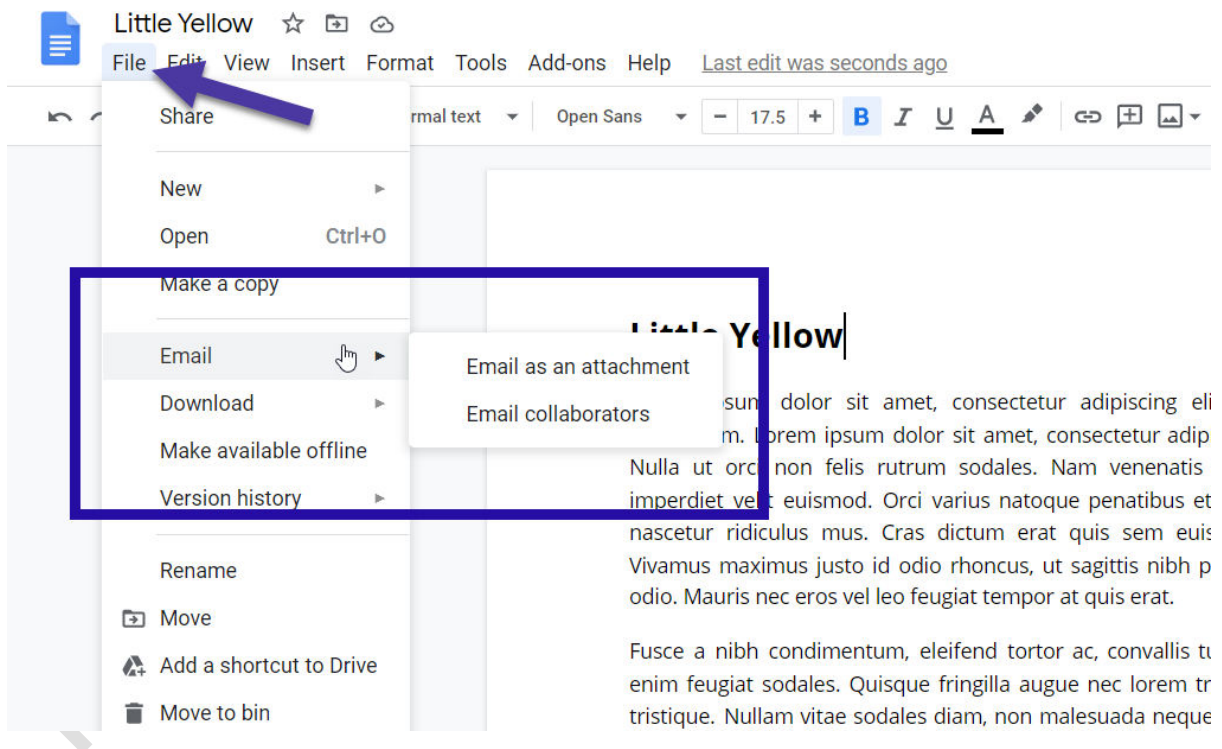 Little Yellow
File Edit View Insert Format Tools Add-ons Help Last edit was seconds ago
Share
text Open Sans − 17.5 + B I U A
New
Open Ctrl+O
Make a copy
Email
Download
Make available offline
Version history
Rename
Move
Add a shortcut to Drive
Move to bin
Email as an attachment
Email collaborators
Little Yellow
dolor sit amet, consectetur adipiscing
Lorem ipsum dolor sit amet, consectetur
Nulla ut orci non felis rutrum sodales. Nam venenatis
imperdiet velit euismod. Orci varius natoque penatibus et
nascetur ridiculus mus. Cras dictum erat quis sem
Vivamus maximus justo id odio rhoncus, ut sagittis nibh
odio. Mauris nec eros vel leo feugiat tempor at quis erat.
Fusce a nibh condimentum, eleifend tortor ac, convallis
enim feugiat sodales. Quisque fringilla augue nec lorem
tristique. Nullam vitae sodales diam, non malesuada neque